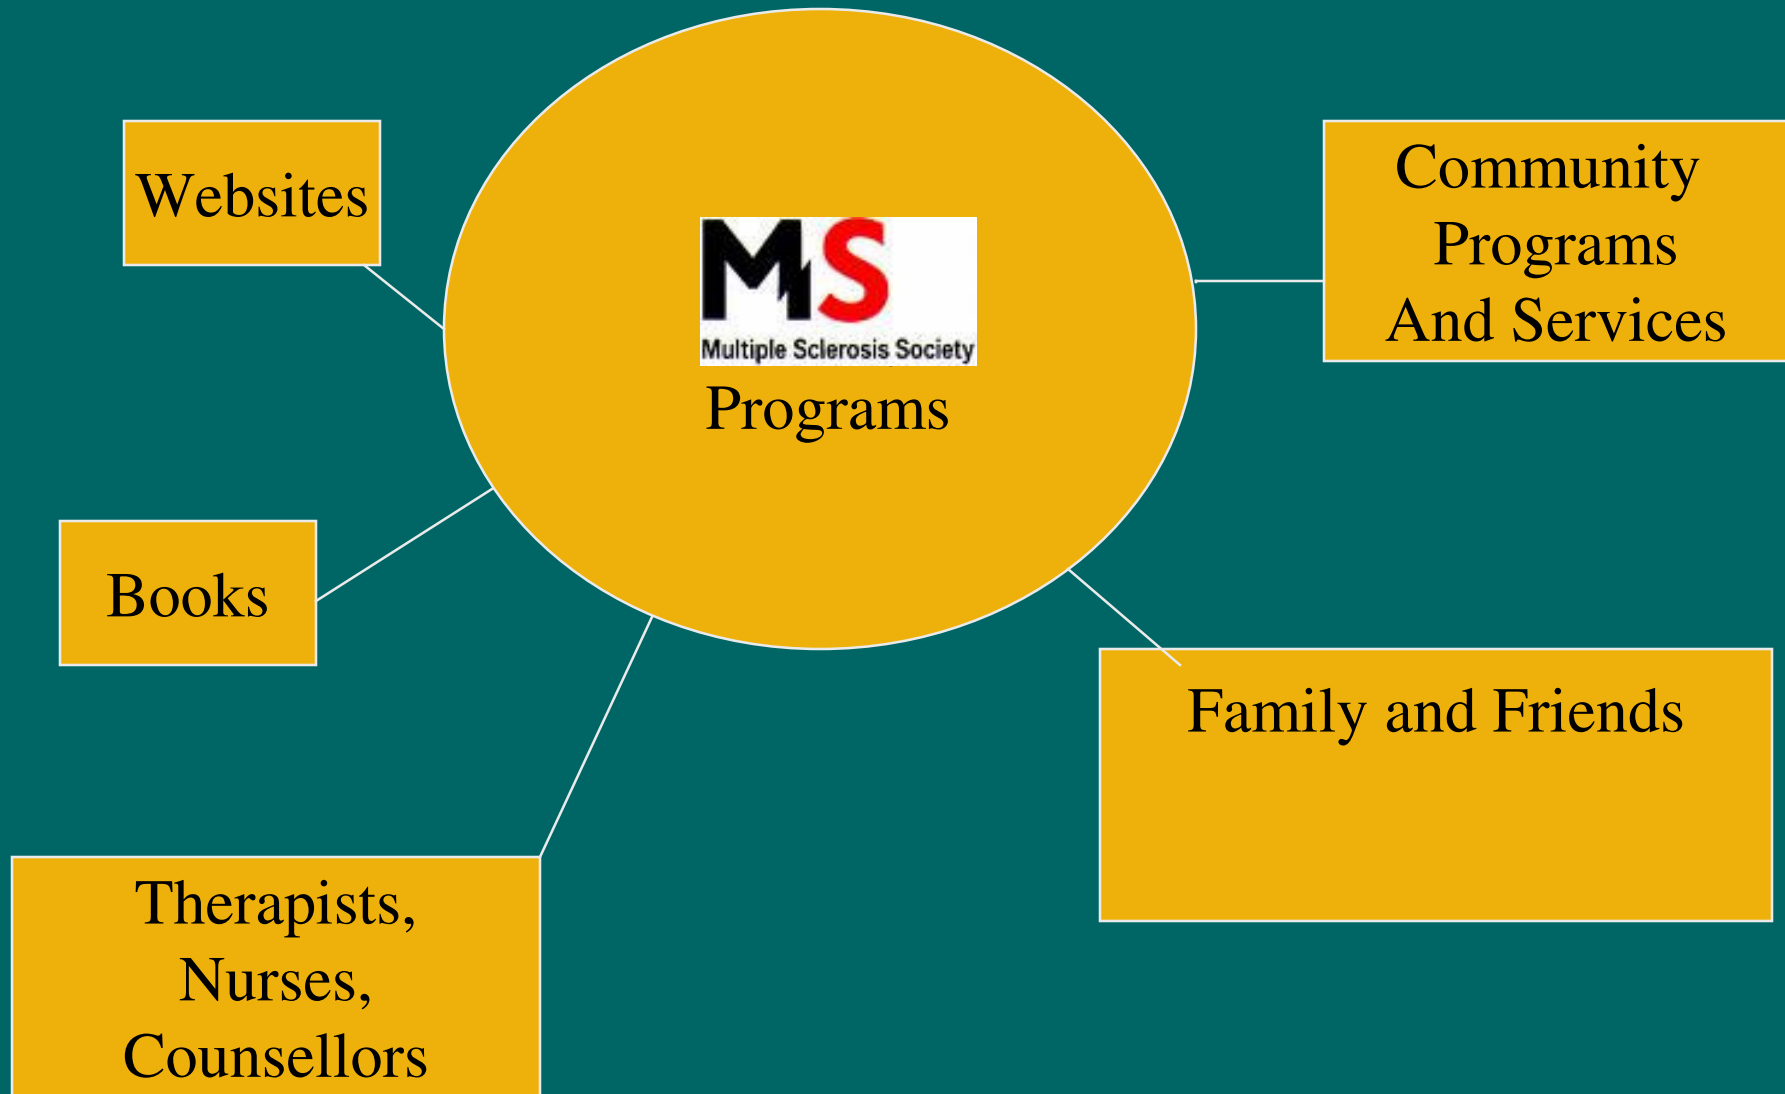 Websites
MS
Multiple Sclerosis Society
Programs
Community
Programs
And Services
Books
Family and Friends
Therapists,
Nurses,
Counsellors